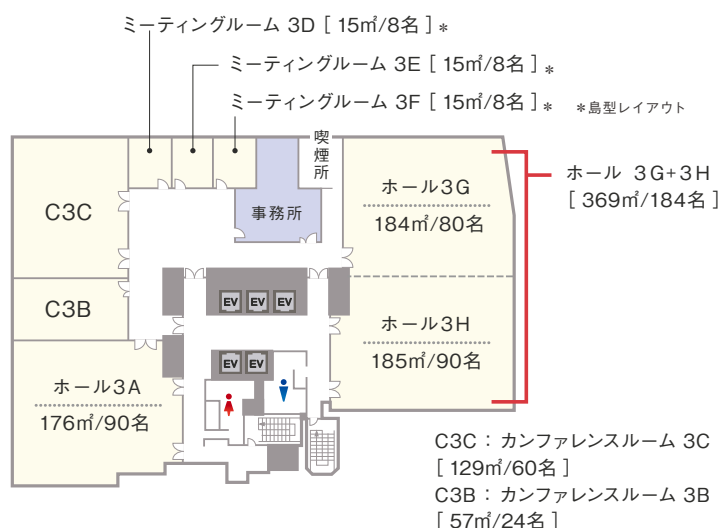 ミーティングルーム 3D [ 15㎡/8名 ] *
ミーティングルーム 3E [ 15㎡/8名 ] *
ミーティングルーム 3F [ 15㎡/8名 ] *
*島型レイアウト
喫煙所
ホール 3G+3H
[ 369㎡/184名 ]
C3C
事務所
ホール3G
184㎡/80名
C3B
EV EV EV
ホール3H
185㎡/90名
EV EV
ホール3A
176㎡/90名
C3C : カンファレンスルーム 3C
[ 129㎡/60名 ]
C3B : カンファレンスルーム 3B
[ 57㎡/24名 ]